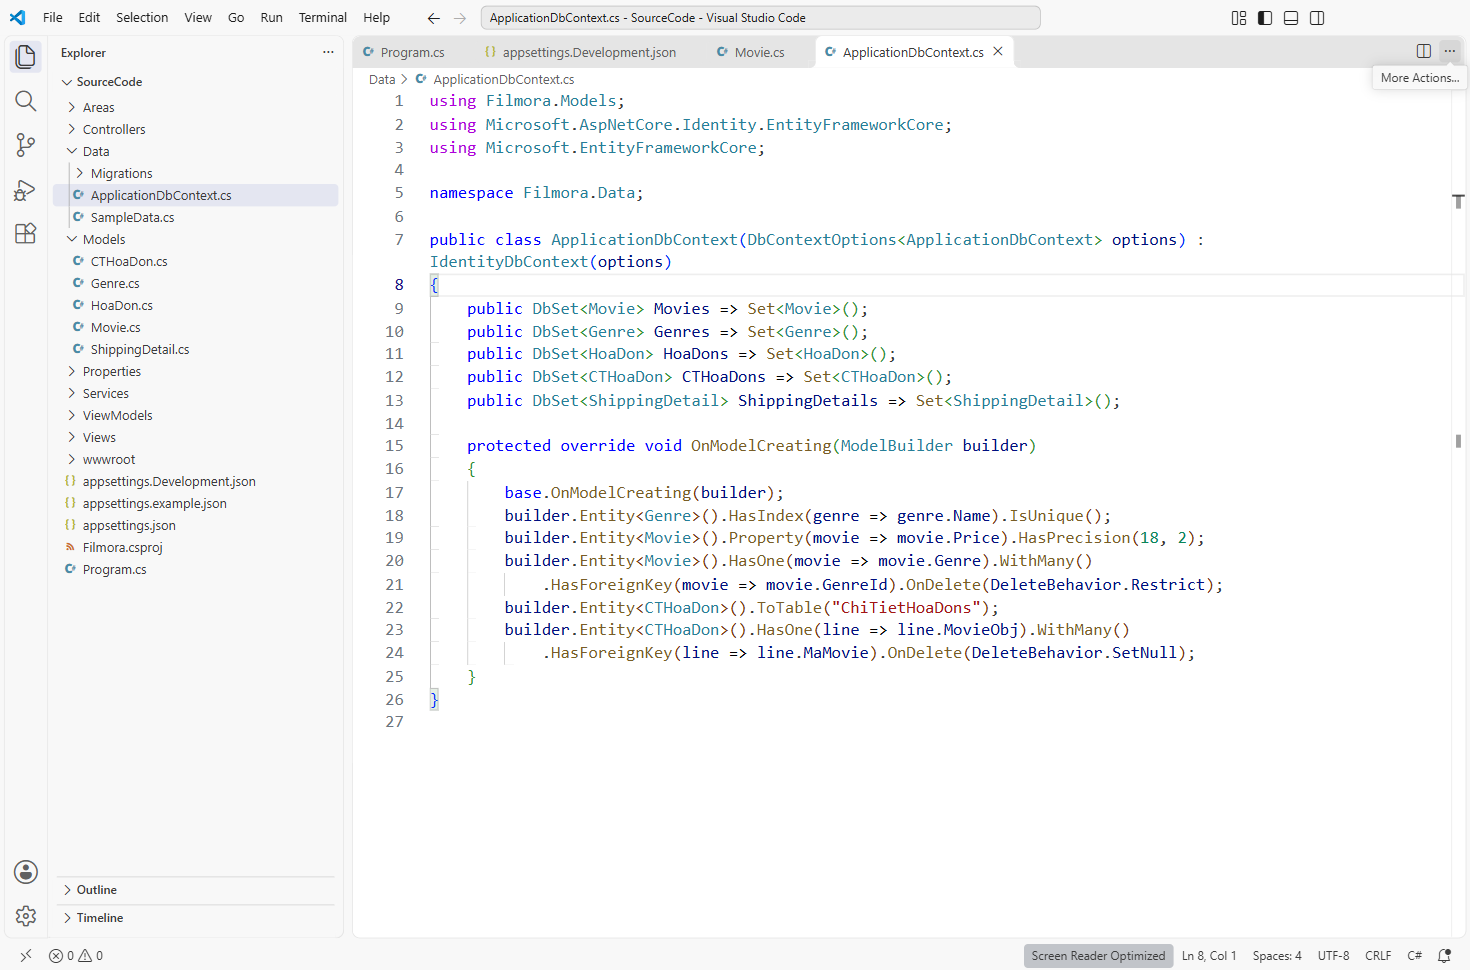 File Edit Selection View Go Run Terminal Help
ApplicationDbContext.cs - SourceCode - Visual Studio Code
Explorer
SourceCode
Areas
Controllers
Data
Migrations
ApplicationDbContext.cs
SampleData.cs
Models
CTHoaDon.cs
Genre.cs
HoaDon.cs
Movie.cs
ShippingDetail.cs
Properties
Services
ViewModels
Views
wwwroot
appsettings.Development.json
appsettings.example.json
appsettings.json
Filmora.csproj
Program.cs
Outline
Timeline
Program.cs appsettings.Development.json Movie.cs ApplicationDbContext.cs
More Actions...
Data > ApplicationDbContext.cs
1 using Filmora.Models;
2 using Microsoft.AspNetCore.Identity.EntityFrameworkCore;
3 using Microsoft.EntityFrameworkCore;
4
5 namespace Filmora.Data;
6
7 public class ApplicationDbContext(DbContextOptions<ApplicationDbContext> options) :
IdentityDbContext(options)
8 {
9 public DbSet<Movie> Movies => Set<Movie>();
10 public DbSet<Genre> Genres => Set<Genre>();
11 public DbSet<HoaDon> HoaDons => Set<HoaDon>();
12 public DbSet<CTHoaDon> CTHoaDons => Set<CTHoaDon>();
13 public DbSet<ShippingDetail> ShippingDetails => Set<ShippingDetail>();
14
15 protected override void OnModelCreating(ModelBuilder builder)
16 {
17 base.OnModelCreating(builder);
18 builder.Entity<Genre>().HasIndex(genre => genre.Name).IsUnique();
19 builder.Entity<Movie>().Property(movie => movie.Price).HasPrecision(18, 2);
20 builder.Entity<Movie>().HasOne(movie => movie.Genre).WithMany()
21 .HasForeignKey(movie => movie.GenreId).OnDelete(DeleteBehavior.Restrict);
22 builder.Entity<CTHoaDon>().ToTable("ChiTietHoaDons");
23 builder.Entity<CTHoaDon>().HasOne(line => line.MovieObj).WithMany()
24 .HasForeignKey(line => line.MaMovie).OnDelete(DeleteBehavior.SetNull);
25 }
26 }
27
0 0
Screen Reader Optimized Ln 8, Col 1 Spaces: 4 UTF-8 CRLF C#